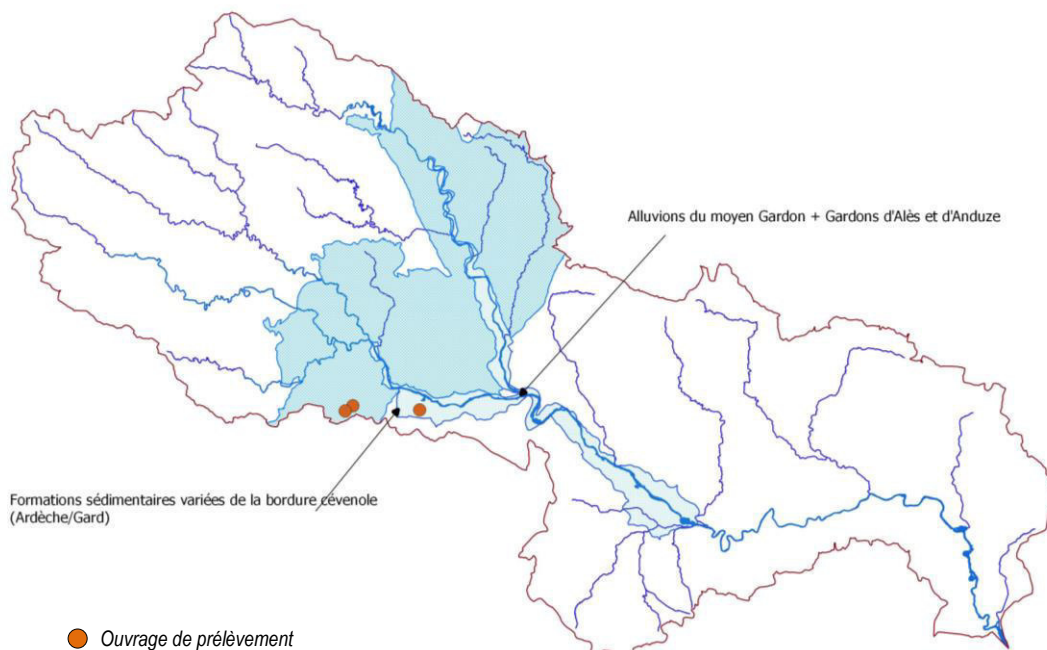 Alluvions du moyen Gardon + Gardons d'Alès et d'Anduze
Formations sédimentaires variées de la bordure cévenole
(Ardèche/Gard)
Ouvrage de prélèvement